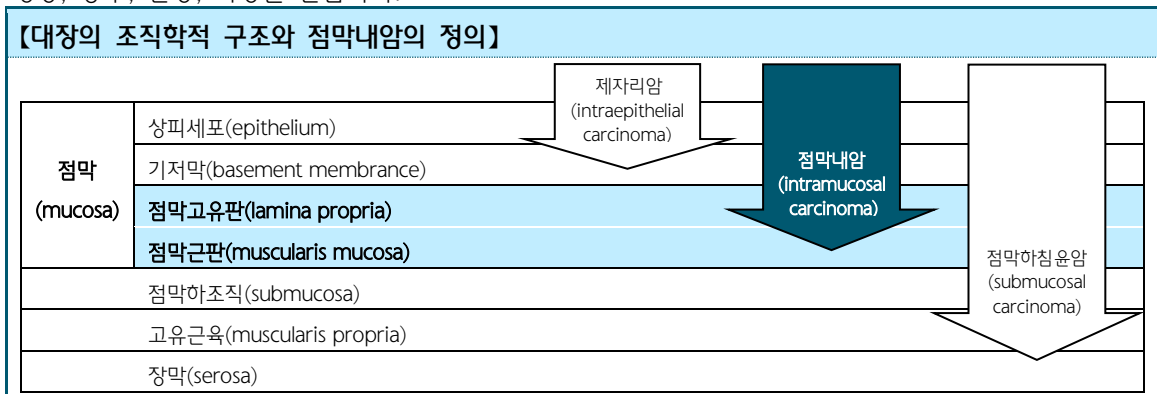 【대장의 조직학적 구조와 점막내암의 정의】
제자리암
(intraepithelial
carcinoma)
점막내암
(intramucosal
carcinoma)
점막하침윤암
(submucosal
carcinoma)
점막
(mucosa)
상피세포(epithelium)
기저막(basement membrance)
점막고유판(lamina propria)
점막근판(muscularis mucosa)
점막하조직(submucosa)
고유근육(muscularis propria)
장막(serosa)